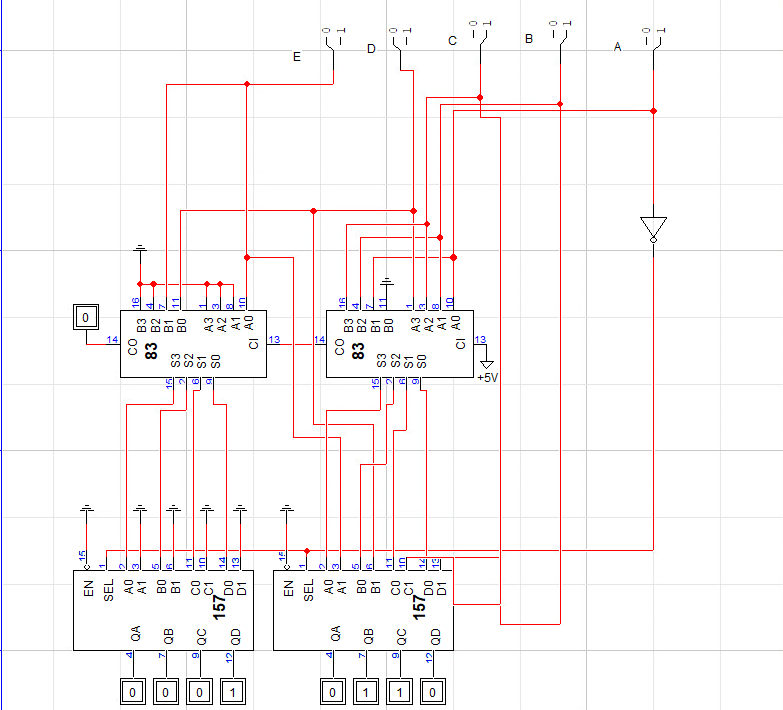 0 1 0 1 0 1 0 1 0 1
E D C B A
16 4 7 11 1 3 8 10 16 4 7 11 1 3 8 10
0 14 B3 B2 B1 B0 A3 A2 A1 A0 13 14 B3 B2 B1 B0 A3 A2 A1 A0 13
CO 83 CI CO 83 CI
S3 S2 S1 S0 S3 S2 S1 S0
15 2 6 9 15 2 6 9
+5V
15 1 2 3 5 6 11 10 14 13 15 1 2 3 5 6 11 10 14 13
EN SEL A0 A1 B0 B1 C0 C1 D0 D1 EN SEL A0 A1 B0 B1 C0 C1 D0 D1
157 157
QA QB QC QD QA QB QC QD
4 7 9 12 4 7 9 12
0 0 0 1 0 1 1 0